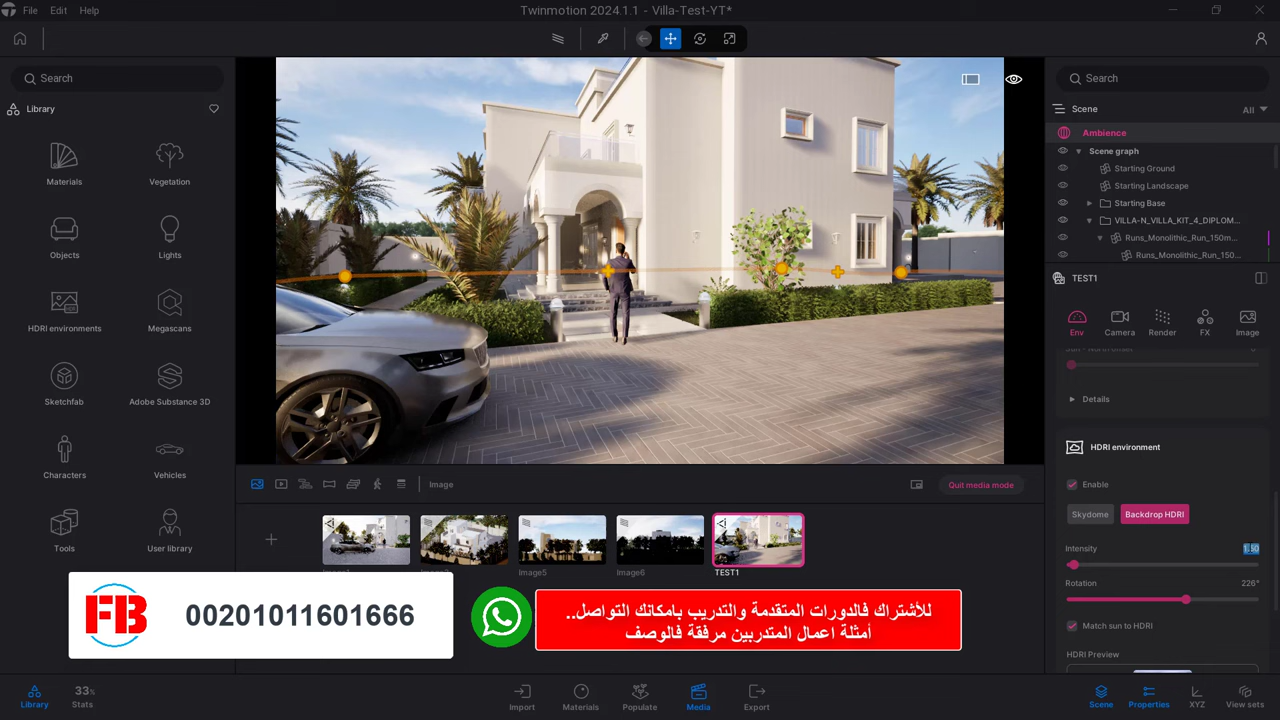 File Edit Help
Twinmotion 2024.1.1 - Villa-Test-YT*
Search
Library
Materials
Vegetation
Objects
Lights
HDRI environments
Megascans
Sketchfab
Adobe Substance 3D
Characters
Vehicles
Tools
User library
Search
Scene
All
Ambience
Scene graph
Starting Ground
Starting Landscape
Starting Base
VILLA-N_VILLA_KIT_4_DIPLOM...
Runs_Monolithic_Run_150m...
Runs_Monolithic_Run_150...
TEST1
Env
Camera
Render
FX
Image
Details
HDRI environment
Enable
Skydome
Backdrop HDRI
Intensity
1.50
Rotation
226°
Match sun to HDRI
HDRI Preview
Image
Quit media mode
Image5
Image6
TEST1
FB
00201011601666
للأشتراك فالدورات المتقدمة والتدريب بامكانك التواصل..
أمثلة اعمال المتدربين مرفقة فالوصف
33%
Library
Stats
Import
Materials
Populate
Media
Export
Scene
Properties
XYZ
View sets